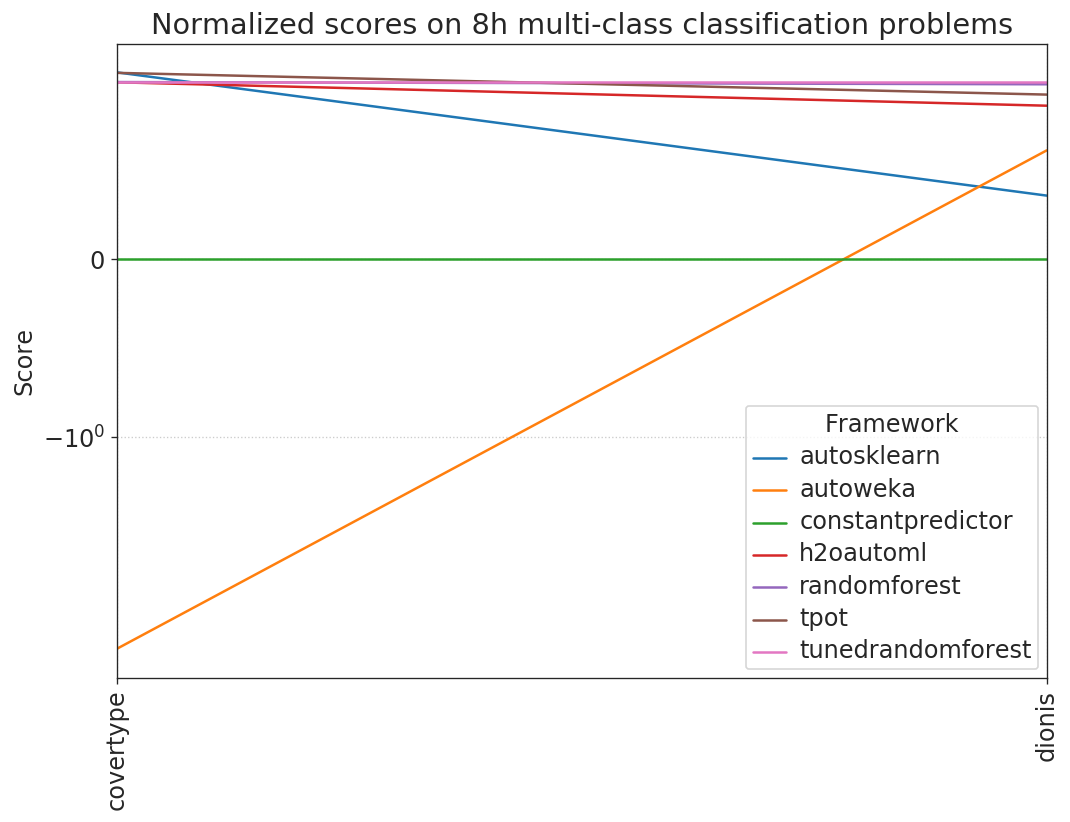 Normalized scores on 8h multi-class classification problems
Score
0
−10⁰
Framework
autosklearn
autoweka
constantpredictor
h2oautoml
randomforest
tpot
tunedrandomforest
covertype
dionis